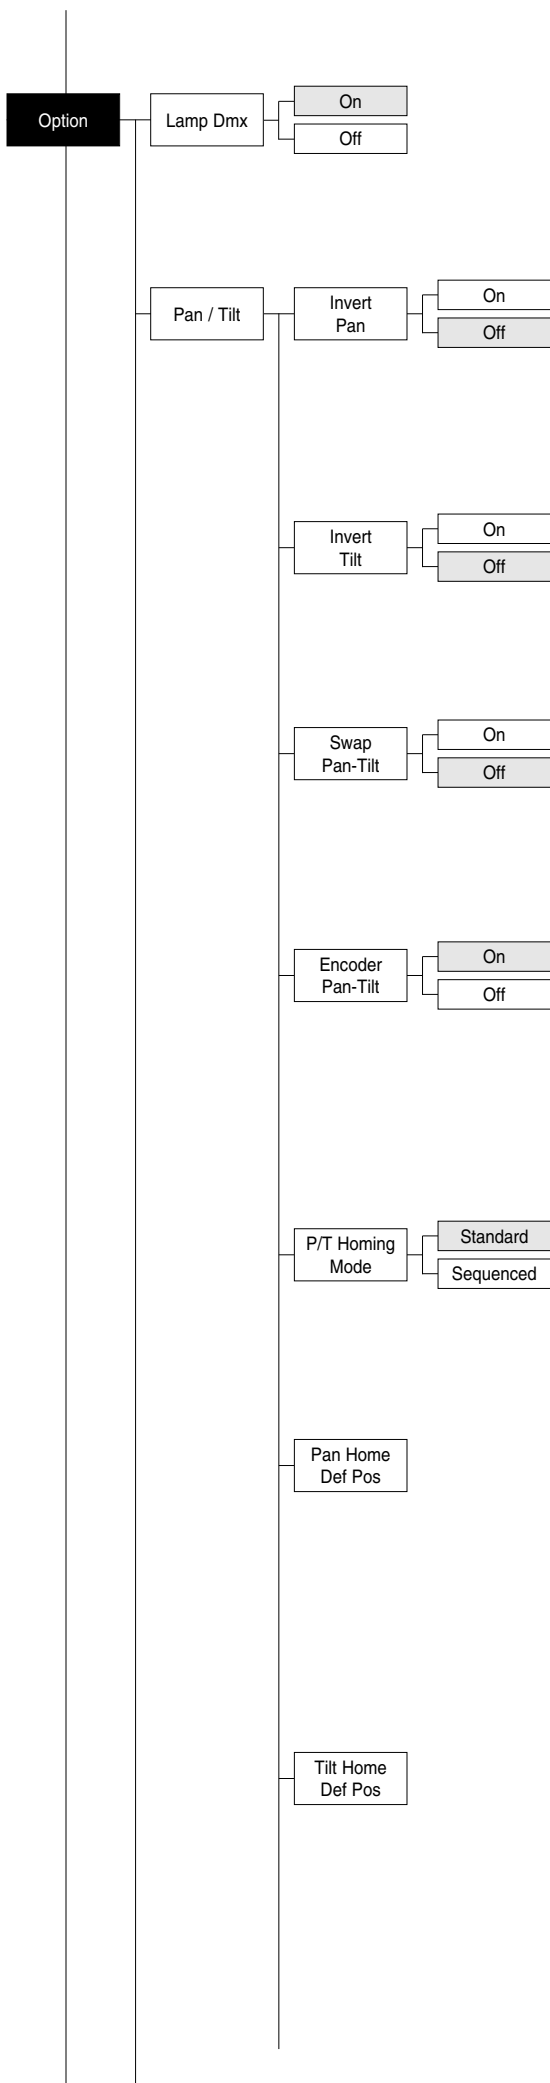 Option
Lamp Dmx
On
Off
Pan / Tilt
Invert
Pan
On
Off
Invert
Tilt
On
Off
Swap
Pan-Tilt
On
Off
Encoder
Pan-Tilt
On
Off
P/T Homing
Mode
Standard
Sequenced
Pan Home
Def Pos
Tilt Home
Def Pos